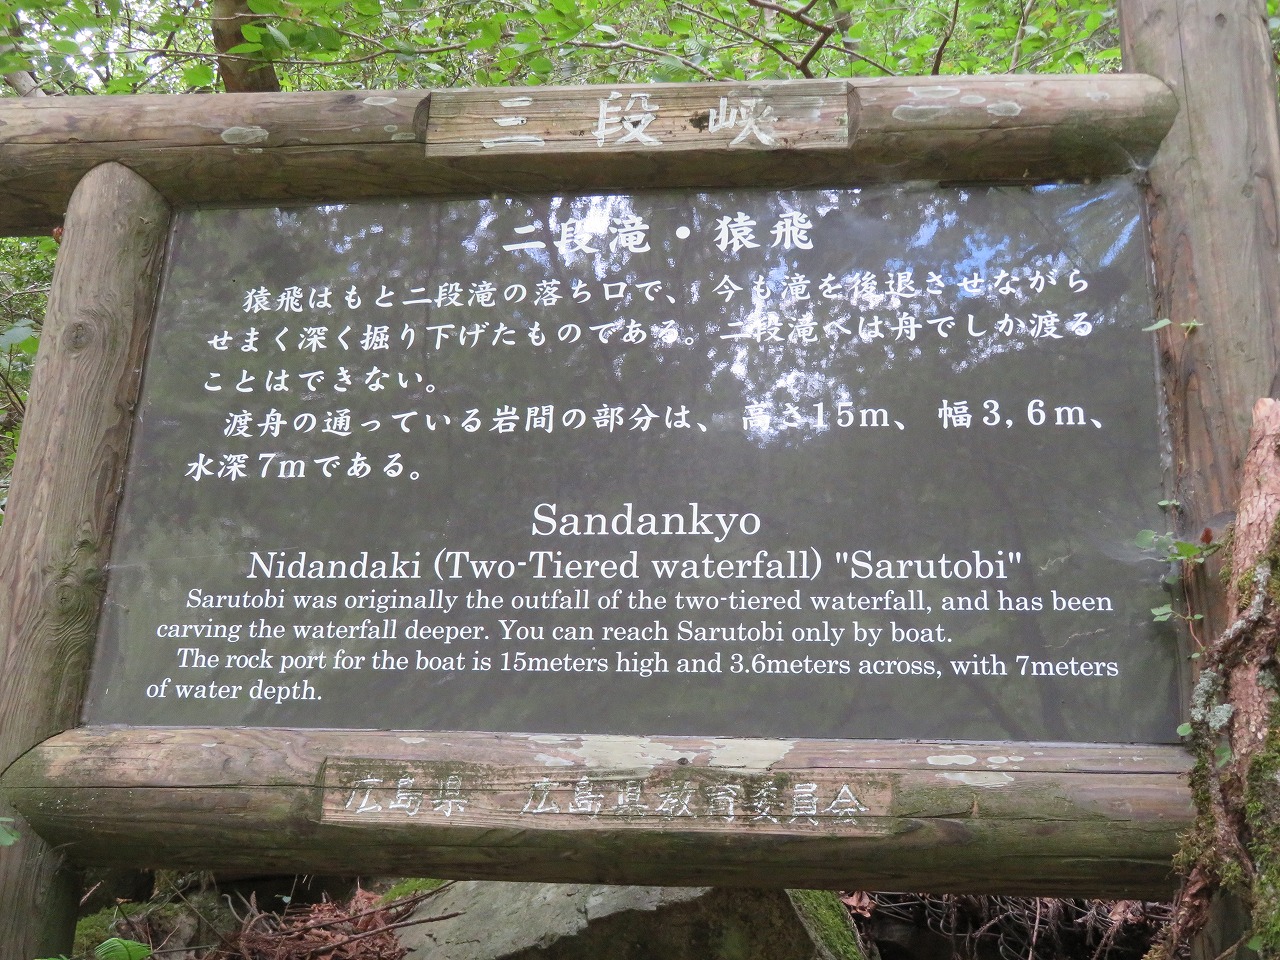 三段峡
二段滝・猿飛
猿飛はもと二段滝の落ち口で、今も滝を後退させながら
せまく深く掘り下げたものである。二段滝へは舟でしか渡る
ことはできない。
渡舟の通っている岩間の部分は、高さ15m、幅3,6m、
水深7mである。
Sandankyo
Nidandaki (Two-Tiered waterfall) "Sarutobi"
Sarutobi was originally the outfall of the two-tiered waterfall, and has been
carving the waterfall deeper. You can reach Sarutobi only by boat.
The rock port for the boat is 15meters high and 3.6meters across, with 7meters
of water depth.
広島県 広島県教育委員会